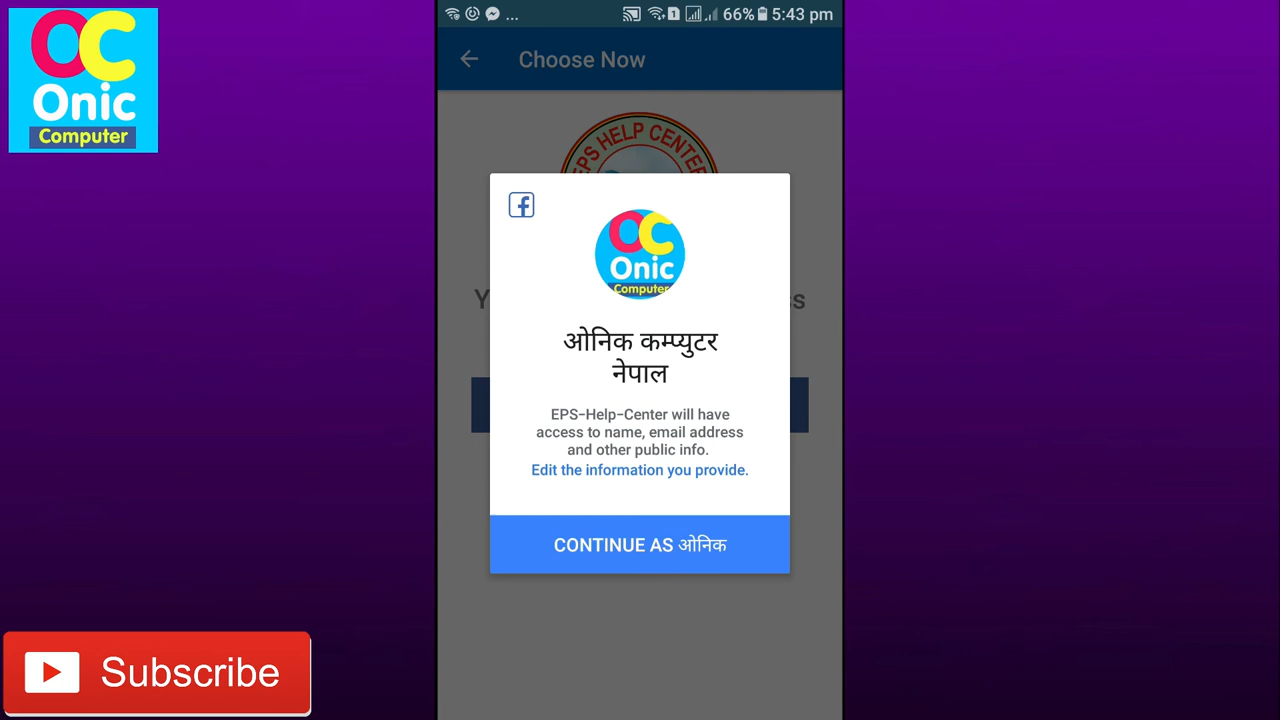 OC
Onic
Computer
... 1 66% 5:43 pm
Choose Now
EPS HELP CENTER
OC
Onic
Computer
ओनिक कम्प्युटर
नेपाल
EPS-Help-Center will have
access to name, email address
and other public info.
Edit the information you provide.
CONTINUE AS ओनिक
Subscribe